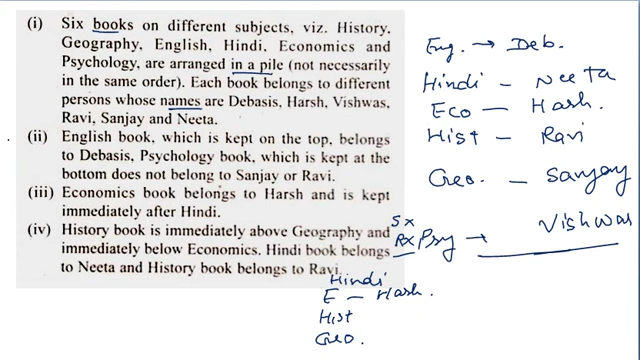 (i) Six books on different subjects, viz. History,
Geography, English, Hindi, Economics and
Psychology, are arranged in a pile (not necessarily
in the same order). Each book belongs to different
persons whose names are Debasis, Harsh, Vishwas,
Ravi, Sanjay and Neeta.
(ii) English book, which is kept on the top, belongs
to Debasis, Psychology book, which is kept at the
bottom does not belong to Sanjay or Ravi.
(iii) Economics book belongs to Harsh and is kept
immediately after Hindi.
(iv) History book is immediately above Geography and
immediately below Economics. Hindi book belongs
to Neeta and History book belongs to Ravi.
Eng. → Deb.
Hindi - Neeta
Eco - Harsh.
Hist - Ravi
Geo. - Sanjay
Sx
Rx Psy → Vishwas
Hindi
E - Harsh.
Hist
Geo.